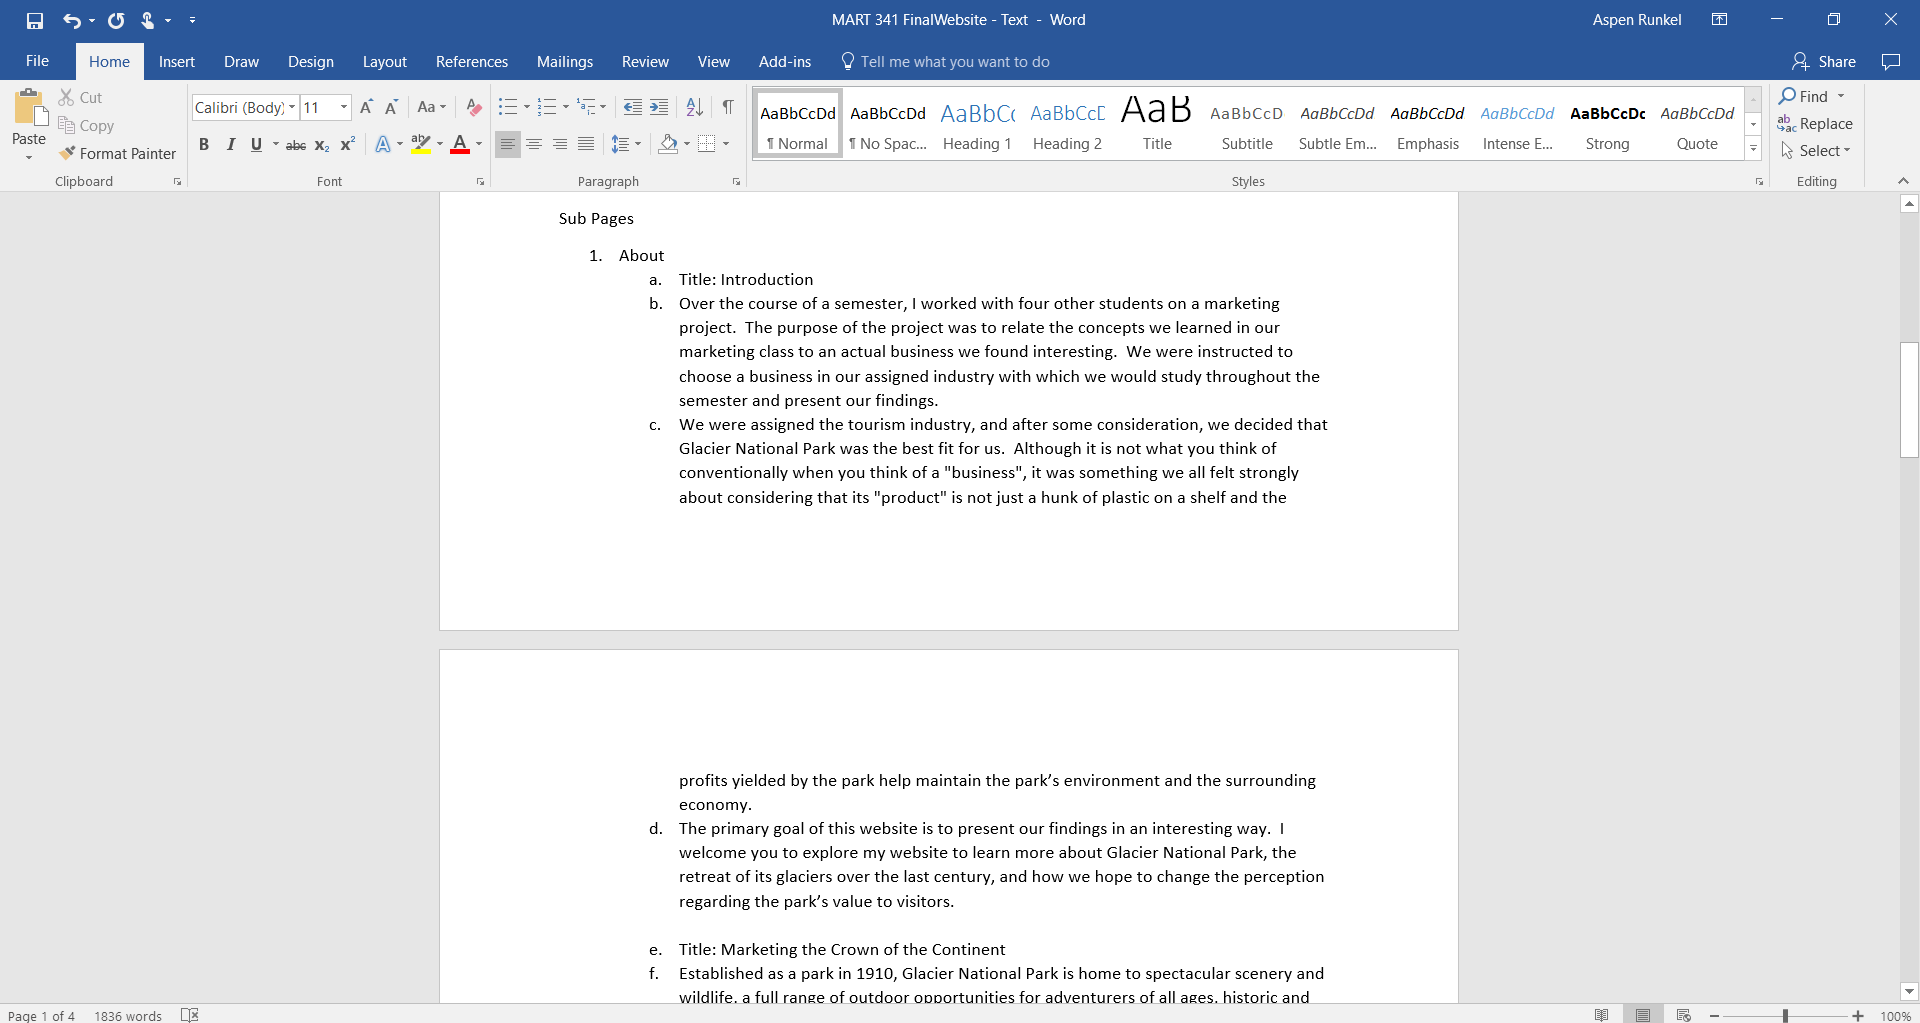 MART 341 FinalWebsite - Text - Word
Aspen Runkel
File Home Insert Draw Design Layout References Mailings Review View Add-ins Tell me what you want to do Share
Paste
Cut
Copy
Format Painter
Clipboard
Calibri (Body) 11 Aa
B I U abc x₂ x² A aby A
Font
Paragraph
AaBbCcDd AaBbCcDd AaBbCc AaBbCcD AaB AaBbCcD AaBbCcDd AaBbCcDd AaBbCcDd AaBbCcDc AaBbCcDd
¶ Normal ¶ No Spac... Heading 1 Heading 2 Title Subtitle Subtle Em... Emphasis Intense E... Strong Quote
Styles
Find
Replace
Select
Editing
Sub Pages
1. About
a. Title: Introduction
b. Over the course of a semester, I worked with four other students on a marketing
project.  The purpose of the project was to relate the concepts we learned in our
marketing class to an actual business we found interesting.  We were instructed to
choose a business in our assigned industry with which we would study throughout the
semester and present our findings.
c. We were assigned the tourism industry, and after some consideration, we decided that
Glacier National Park was the best fit for us.  Although it is not what you think of
conventionally when you think of a "business", it was something we all felt strongly
about considering that its "product" is not just a hunk of plastic on a shelf and the
profits yielded by the park help maintain the park’s environment and the surrounding
economy.
d. The primary goal of this website is to present our findings in an interesting way.  I
welcome you to explore my website to learn more about Glacier National Park, the
retreat of its glaciers over the last century, and how we hope to change the perception
regarding the park’s value to visitors.
e. Title: Marketing the Crown of the Continent
f. Established as a park in 1910, Glacier National Park is home to spectacular scenery and
wildlife, a full range of outdoor opportunities for adventurers of all ages, historic and
Page 1 of 4 1836 words 100%